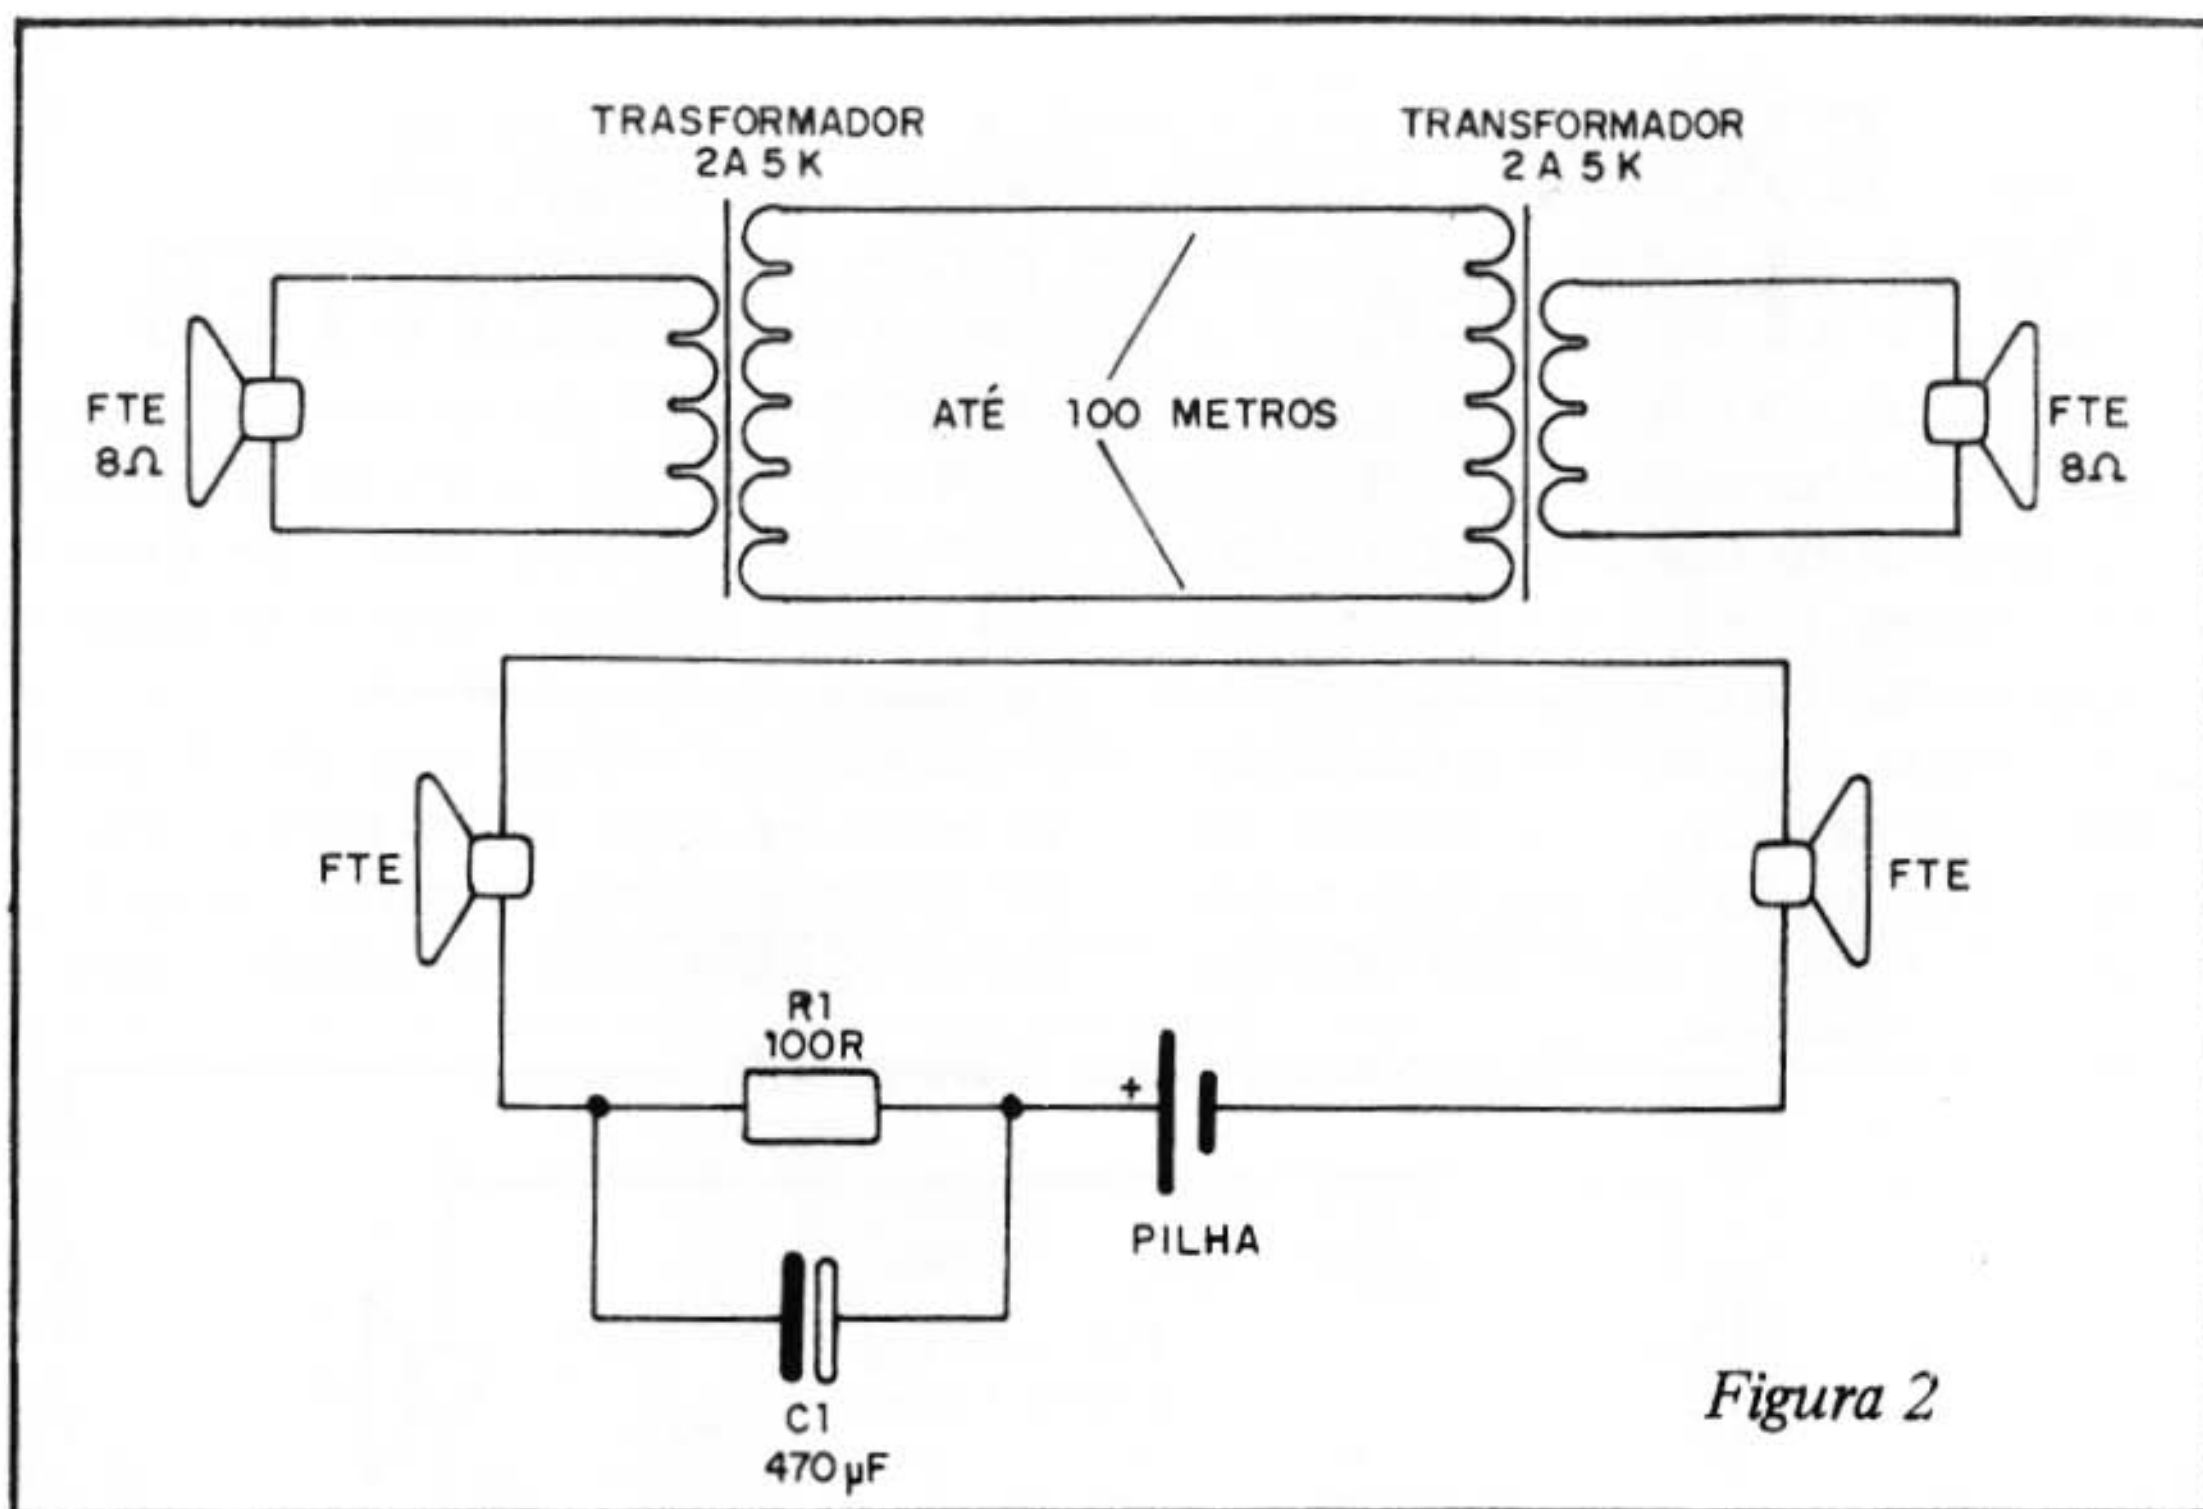 TRASFORMADOR
2A 5 K
TRANSFORMADOR
2 A 5 K
FTE
8Ω
ATÉ 100 METROS
FTE
8Ω
FTE
FTE
R1
100R
+
PILHA
C1
470 µF
Figura 2